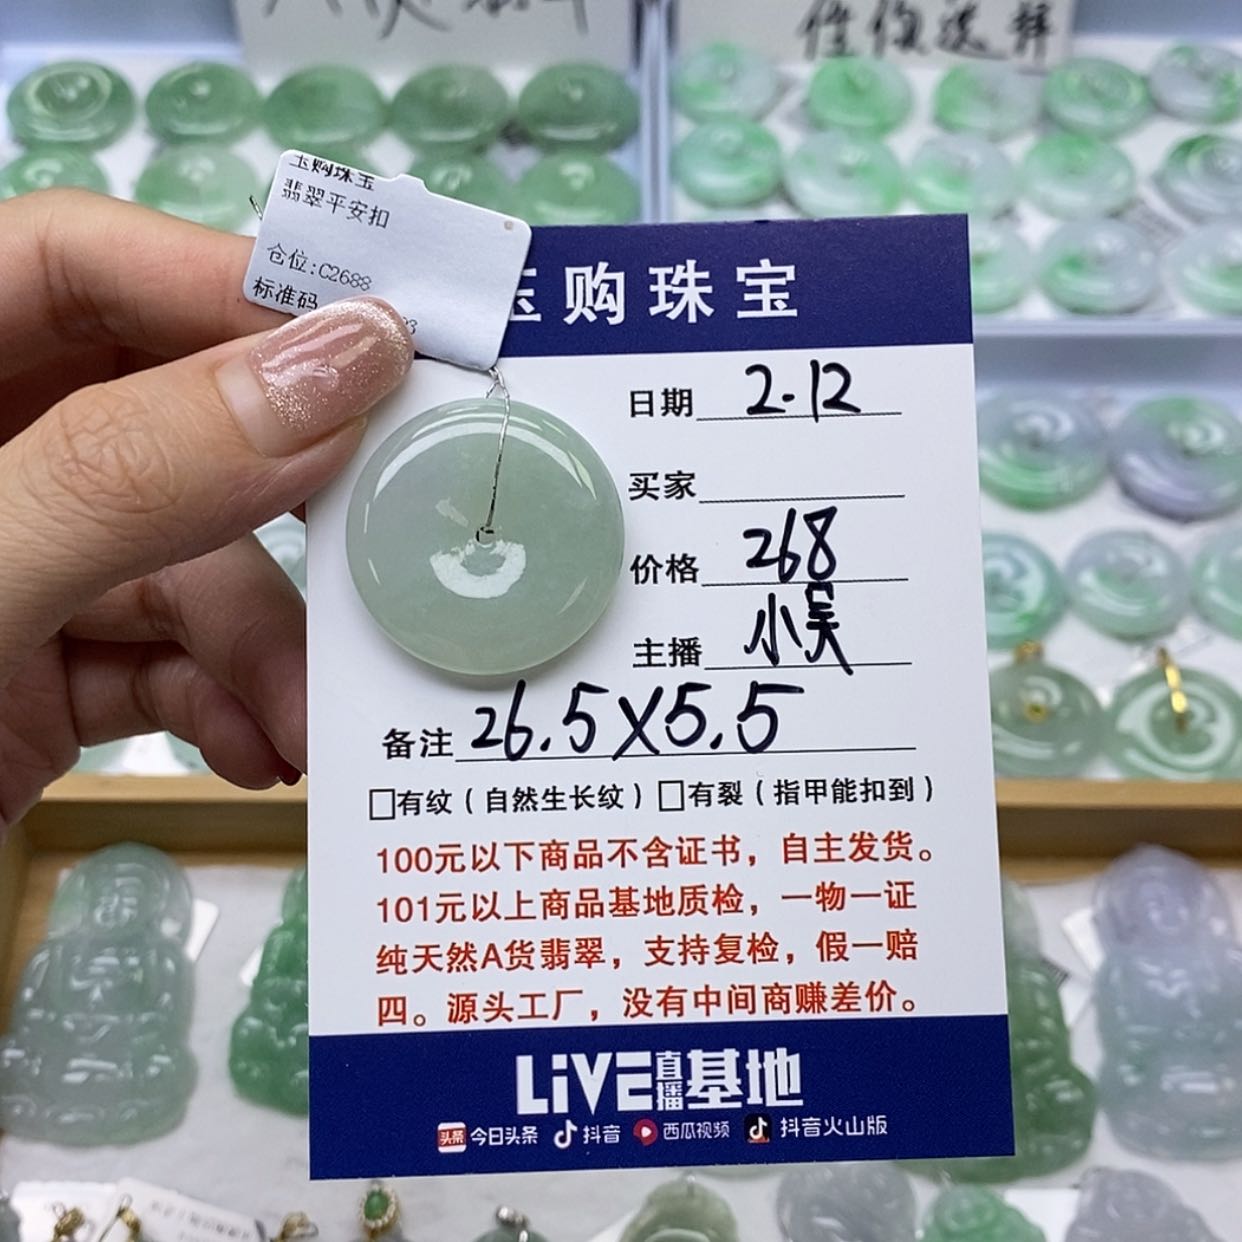 任你选择
玉购珠宝
翡翠平安扣
仓位:C2688
标准码
玉购珠宝
日期 2.12
买家
价格 268
主播 小吴
备注 26.5X5.5
□有纹（自然生长纹）□有裂（指甲能扣到）
100元以下商品不含证书，自主发货。
101元以上商品基地质检，一物一证
纯天然A货翡翠，支持复检，假一赔
四。源头工厂，没有中间商赚差价。
LiVE直播基地
头条 今日头条 抖音 西瓜视频 抖音火山版